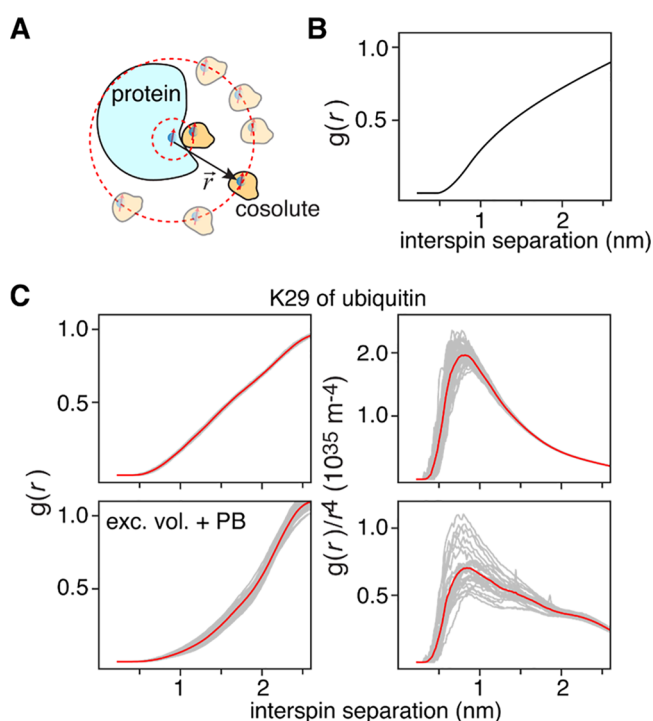 A
protein
r
cosolute
B
1.0
0.5
g(r)
1
2
interspin separation (nm)
C
K29 of ubiquitin
1.0
0.5
2.0
1.0
g(r)
g(r)/r4 (1035 m-4)
1.0
0.5
exc. vol. + PB
1.0
0.5
1
2
1
2
interspin separation (nm)